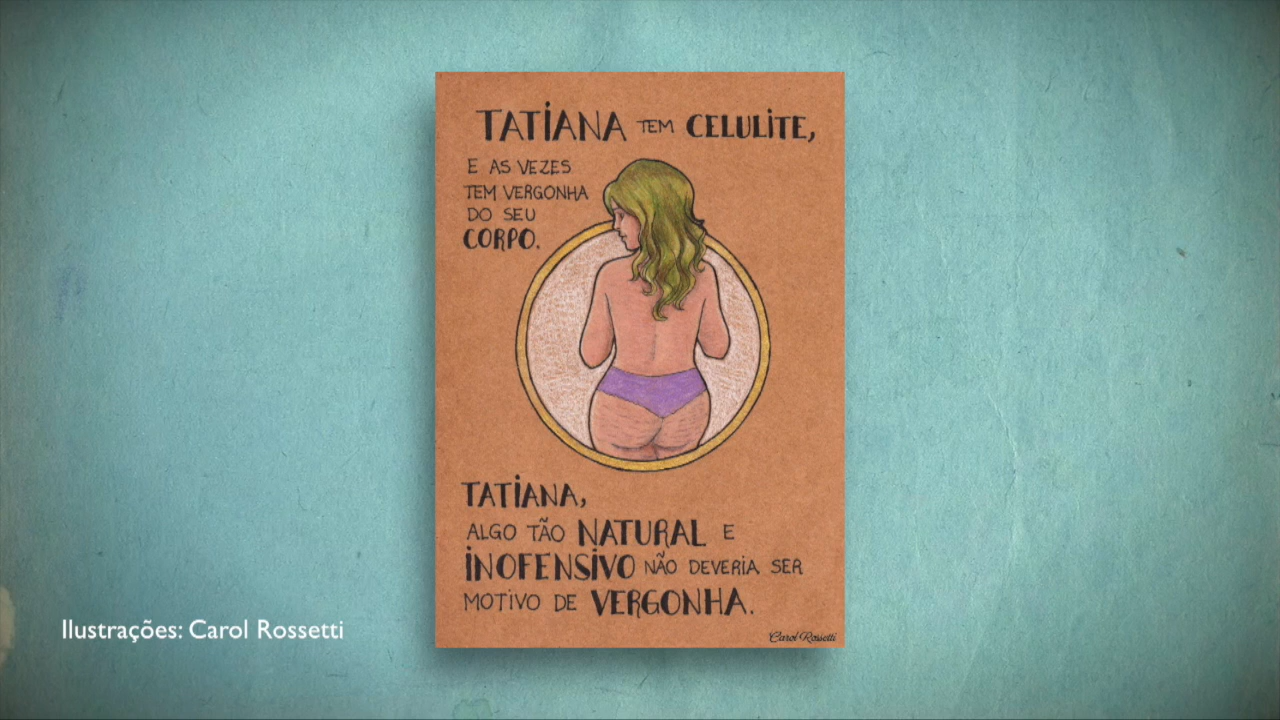 TATIANA TEM CELULITE,
E AS VEZES
TEM VERGONHA
DO SEU
CORPO.
TATIANA,
ALGO TÃO NATURAL E
INOFENSIVO NÃO DEVERIA SER
MOTIVO DE VERGONHA.
Carol Rossetti
Ilustrações: Carol Rossetti